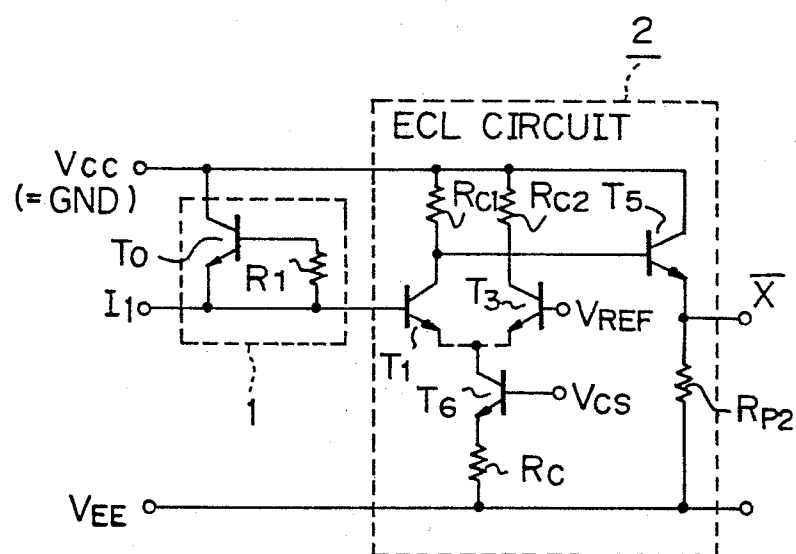 2
ECL CIRCUIT
VCC
(= GND)
RC1
RC2
T5
T0
R1
X̅
I1
T3
VREF
T1
1
T6
VCS
RP2
RC
VEE